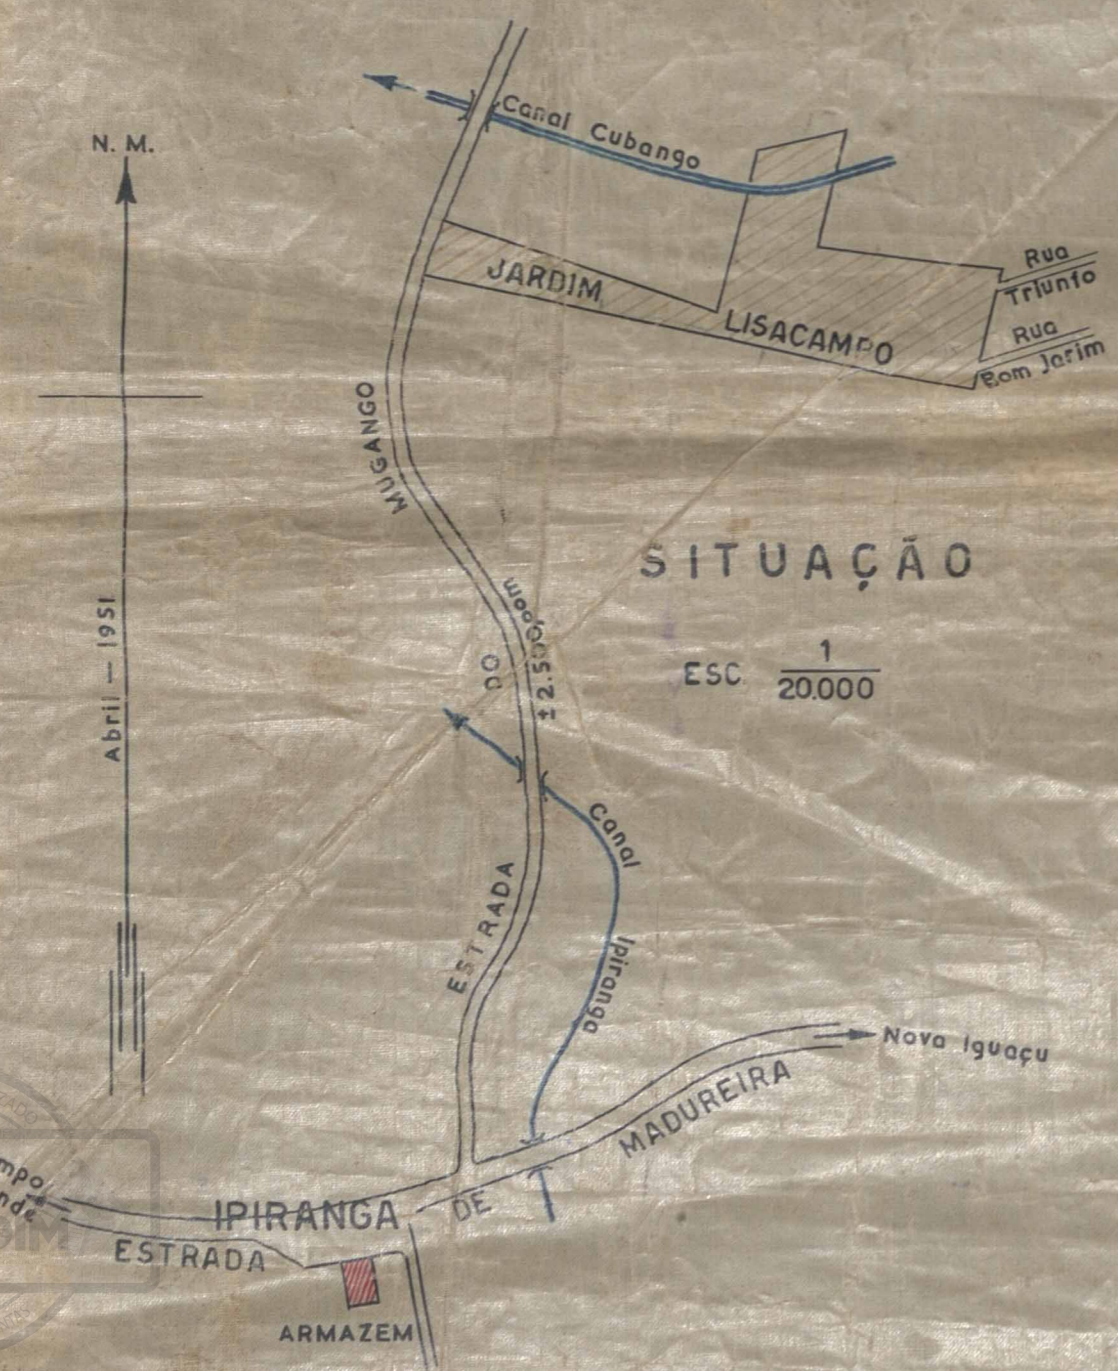 N. M.
Canal Cubango
JARDIM
LISACAMPO
Rua
Triunfo
Rua
Bom Jarim
MUGANGO
SITUAÇÃO
ESC 1
20.000
DO
±2.500,00m
Abril — 1951
Canal
Ipiranga
ESTRADA
Nova Iguaçu
MADUREIRA
IPIRANGA
DE
ESTRADA
ARMAZEM